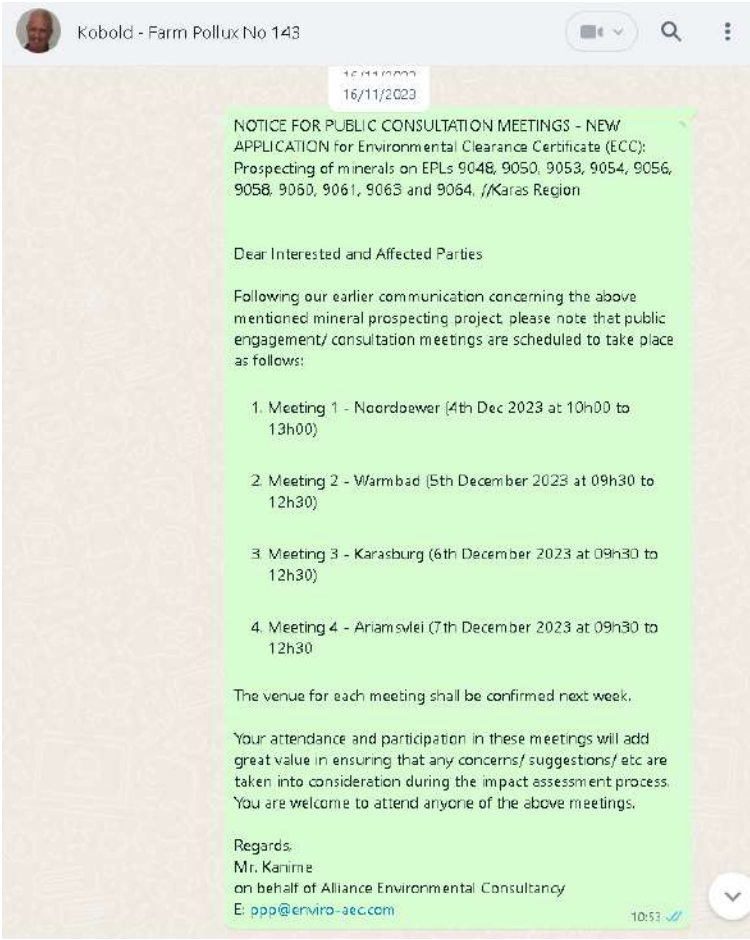 Kobold - Farm Pollux No 143
16/11/2023
16/11/2023
NOTICE FOR PUBLIC CONSULTATION MEETINGS - NEW
APPLICATION for Environmental Clearance Certificate (ECC):
Prospecting of minerals on EPLs 9048, 9050, 9053, 9054, 9056,
9058, 9060, 9061, 9063 and 9064, //Karas Region
Dear Interested and Affected Parties
Following our earlier communication concerning the above
mentioned mineral prospecting project, please note that public
engagement/ consultation meetings are scheduled to take place
as follows:
1. Meeting 1 - Noordoewer (4th Dec 2023 at 10h00 to
13h00)
2. Meeting 2 - Warmbad (5th December 2023 at 09h30 to
12h30)
3. Meeting 3 - Karasburg (6th December 2023 at 09h30 to
12h30)
4. Meeting 4 - Ariamsvlei (7th December 2023 at 09h30 to
12h30
The venue for each meeting shall be confirmed next week.
Your attendance and participation in these meetings will add
great value in ensuring that any concerns/ suggestions/ etc are
taken into consideration during the impact assessment process.
You are welcome to attend anyone of the above meetings.
Regards,
Mr. Kanime
on behalf of Alliance Environmental Consultancy
E: ppp@enviro-aec.com
10:53